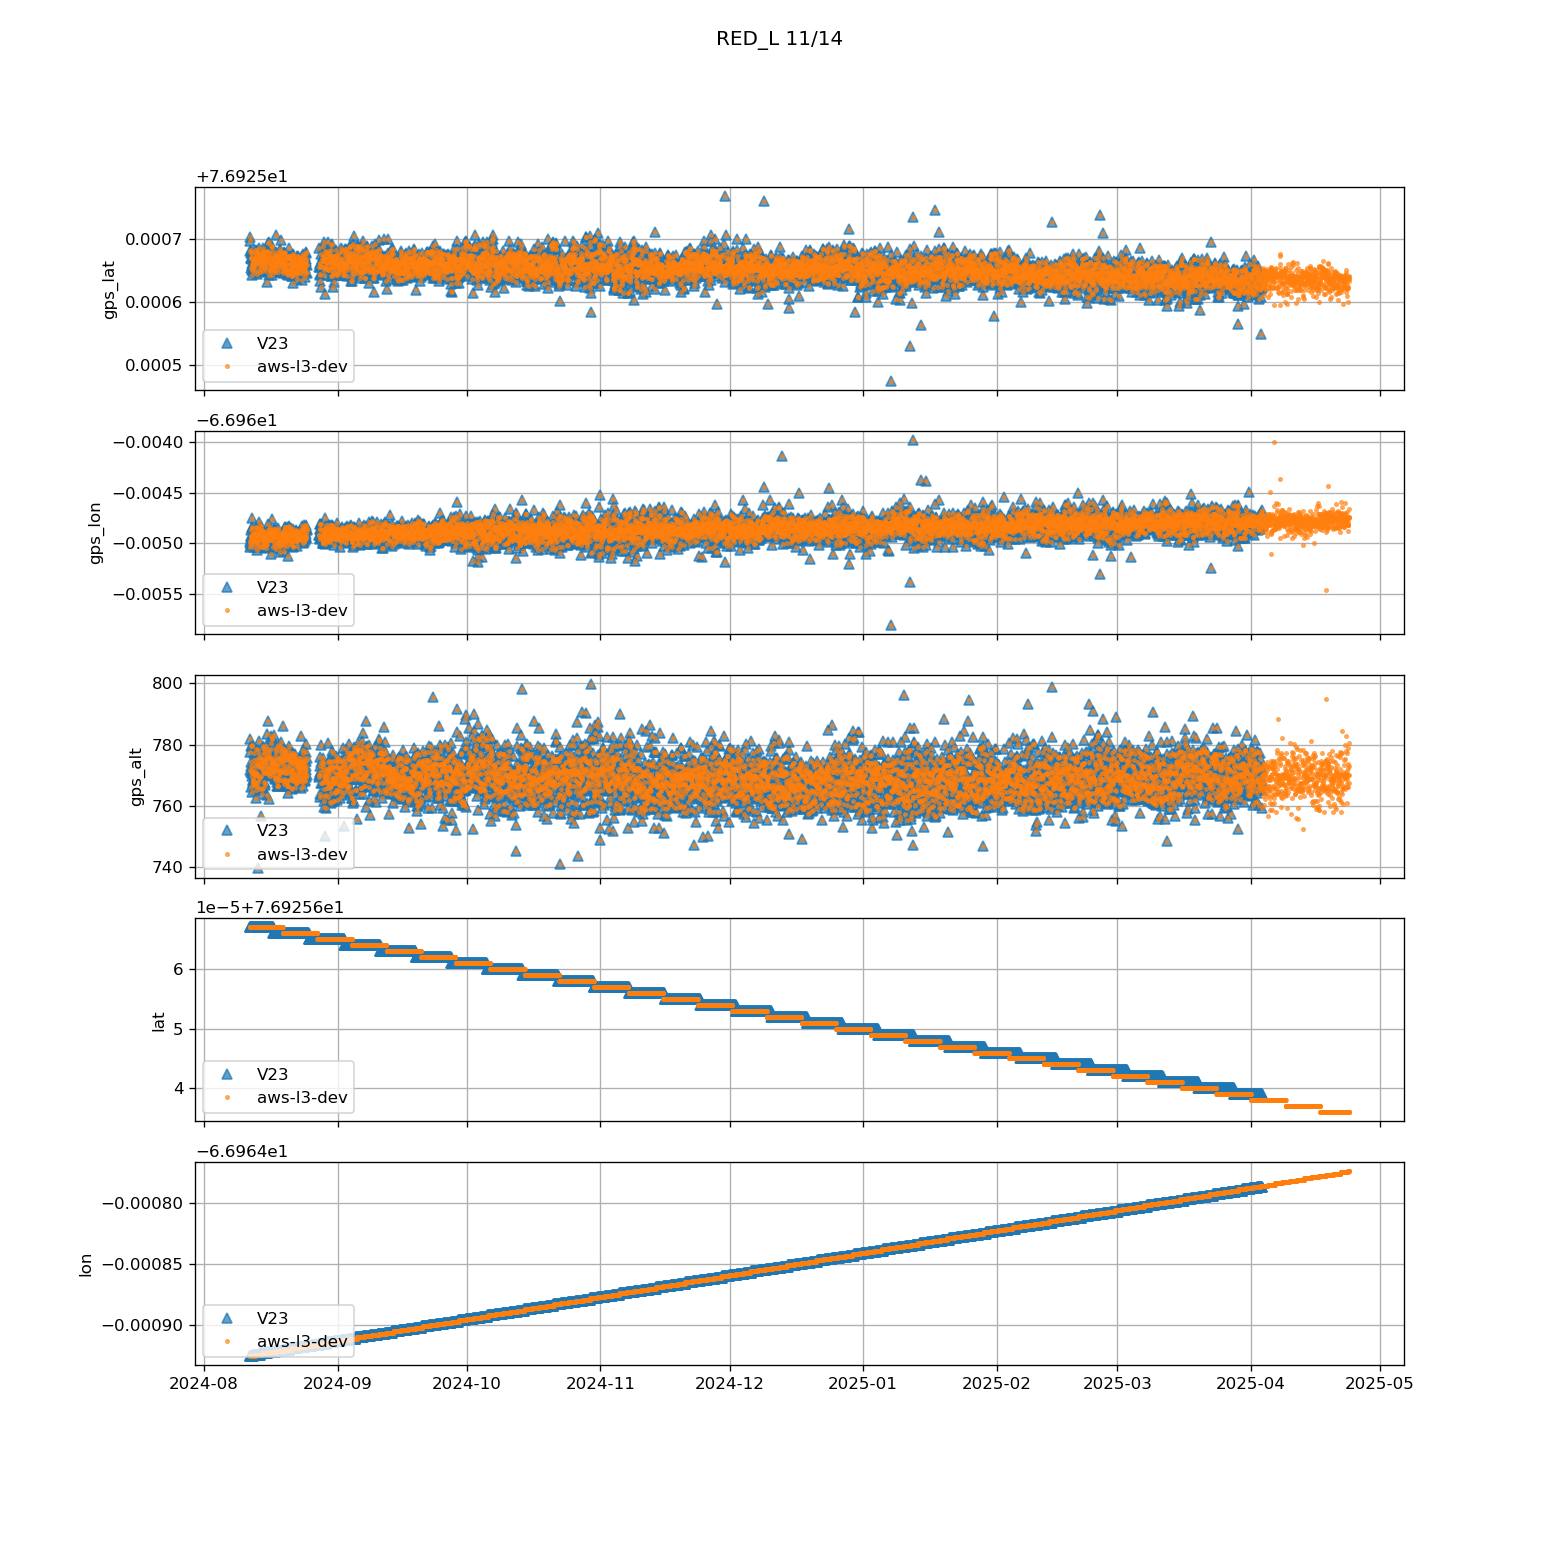 RED_L 11/14
+7.6925e1
0.0007
0.0006
0.0005
gps_lat
V23
aws-l3-dev
−6.696e1
−0.0040
−0.0045
−0.0050
−0.0055
gps_lon
V23
aws-l3-dev
800
780
760
740
gps_alt
V23
aws-l3-dev
1e−5+7.69256e1
6
5
4
lat
V23
aws-l3-dev
−6.6964e1
−0.00080
−0.00085
−0.00090
lon
V23
aws-l3-dev
2024-08 2024-09 2024-10 2024-11 2024-12 2025-01 2025-02 2025-03 2025-04 2025-05